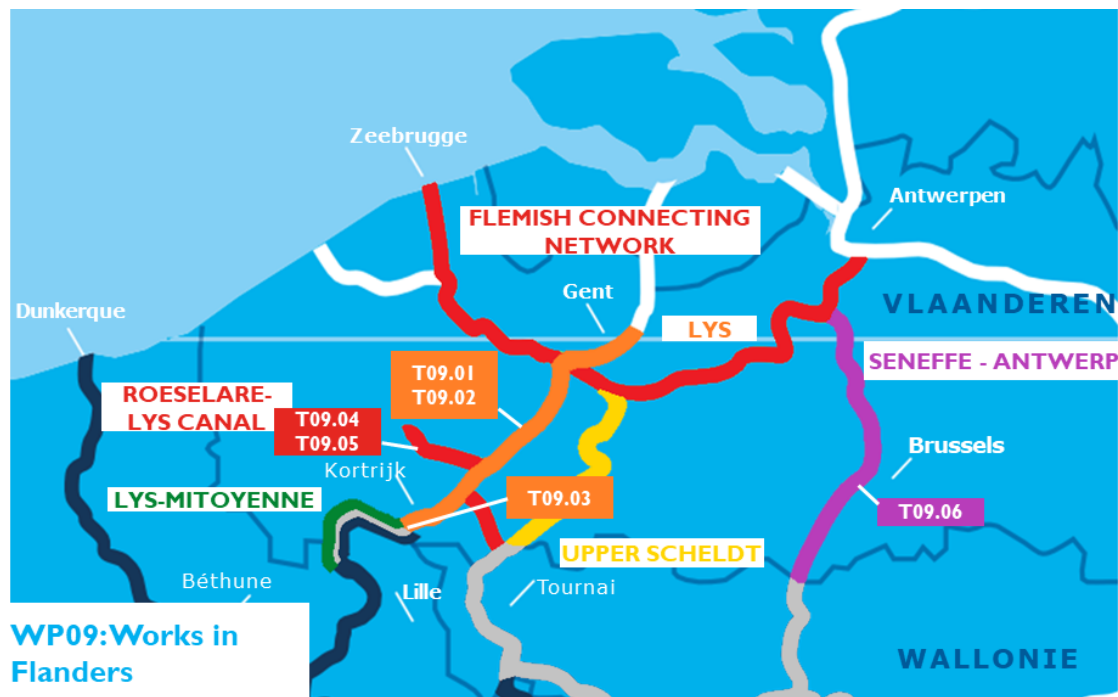 Zeebrugge
Antwerpen
FLEMISH CONNECTING
NETWORK
Gent
Dunkerque
VLAANDEREN
LYS
SENEFFE - ANTWERP
T09.01
T09.02
ROESELARE-
LYS CANAL
T09.04
T09.05
Brussels
Kortrijk
LYS-MITOYENNE
T09.03
T09.06
UPPER SCHELDT
Béthune
Lille
Tournai
WP09:Works in
Flanders
WALLONIE